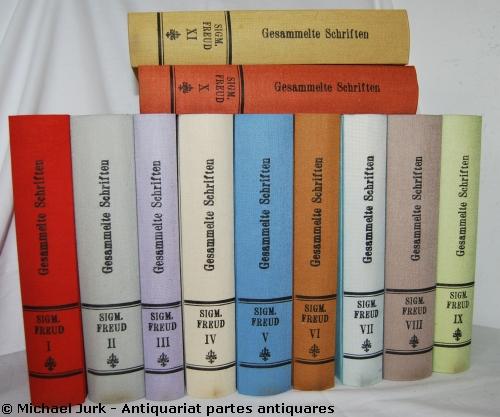 SIGM.
FREUD
XI
Gesammelte Schriften
SIGM.
FREUD
X
Gesammelte Schriften
Gesammelte Schriften
SIGM.
FREUD
I
Gesammelte Schriften
SIGM.
FREUD
II
Gesammelte Schriften
SIGM.
FREUD
III
Gesammelte Schriften
SIGM.
FREUD
IV
Gesammelte Schriften
SIGM.
FREUD
V
Gesammelte Schriften
SIGM.
FREUD
VI
Gesammelte Schriften
SIGM.
FREUD
VII
Gesammelte Schriften
SIGM.
FREUD
VIII
Gesammelte Schriften
SIGM.
FREUD
IX
© Michael Jurk - Antiquariat partes antiquares